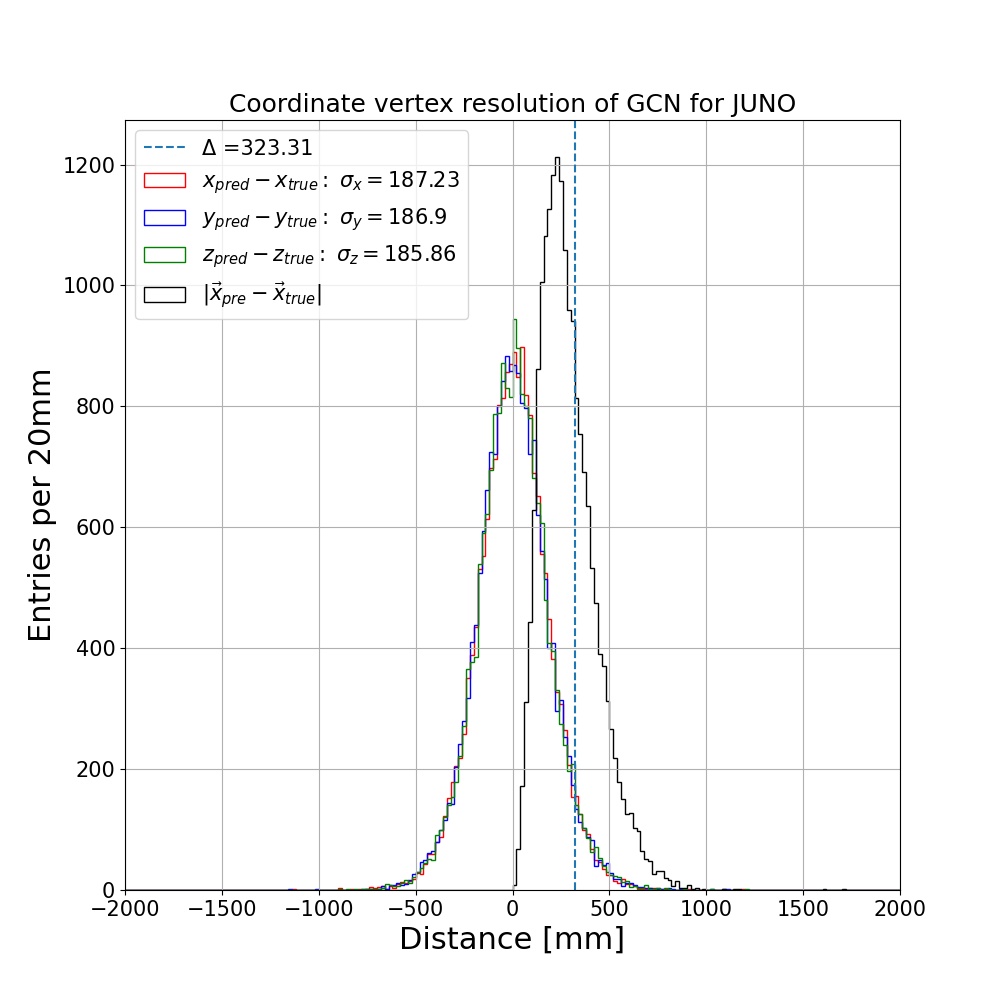 Coordinate vertex resolution of GCN for JUNO
Δ =323.31
x_pred − x_true : σ_x = 187.23
y_pred − y_true : σ_y = 186.9
z_pred − z_true : σ_z = 185.86
|x⃗_pre − x⃗_true|
1200
1000
800
600
400
200
0
Entries per 20mm
−2000 −1500 −1000 −500 0 500 1000 1500 2000
Distance [mm]